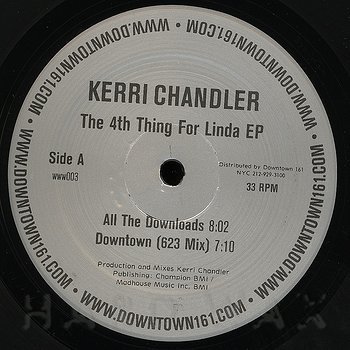 WWW.DOWNTOWN161.COM • WWW.DOWNTOWN161.COM • WWW.DOWNTOWN161.COM • WWW.DOWNTOWN161.COM •
KERRI CHANDLER
The 4th Thing For Linda EP
Side A
www003
Distributed by Downtown 161
NYC 212-929-3100
33 RPM
All The Downloads 8:02
Downtown (623 Mix) 7:10
Production and Mixes Kerri Chandler
Publishing: Champion BMI /
Madhouse Music Inc. BMI
HARD WAX